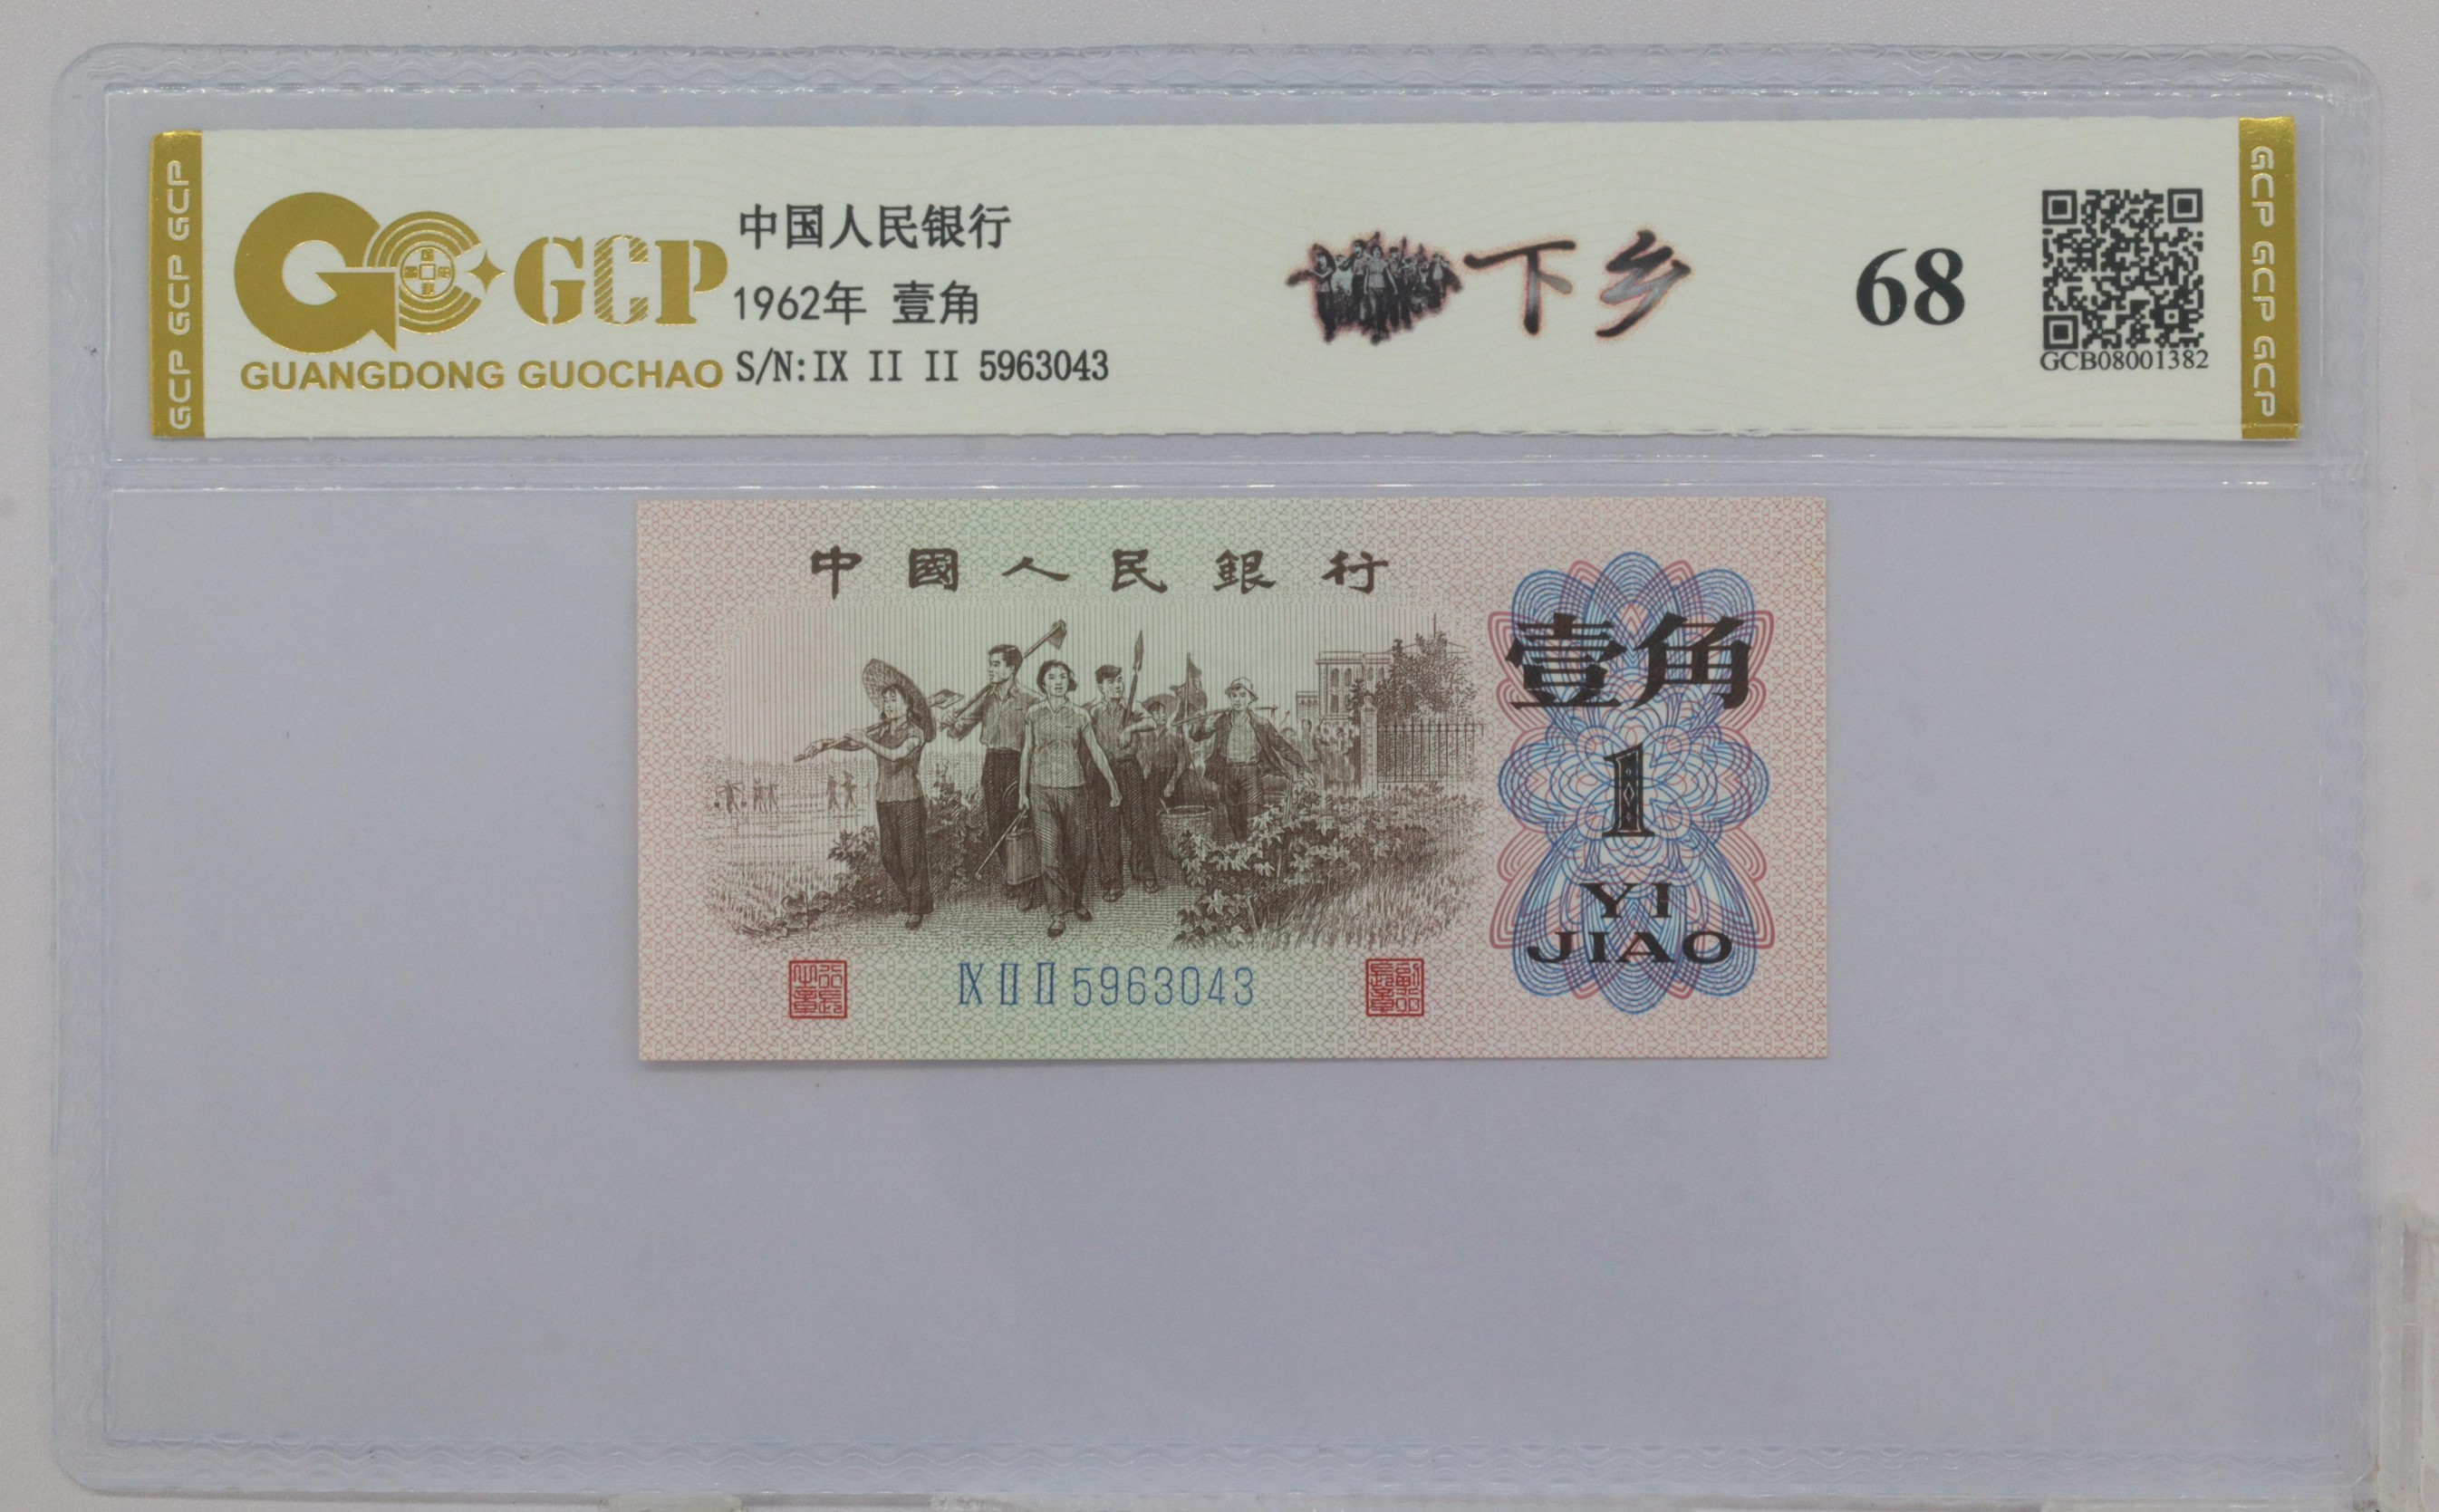 GCP GCP GCP
GCP
GUANGDONG GUOCHAO
中国人民银行
1962年 壹角
S/N:IX II II 5963043
下乡
68
GCB08001382
GCP GCP GCP
中國人民銀行
壹角
1
YI
JIAO
IX II II 5963043